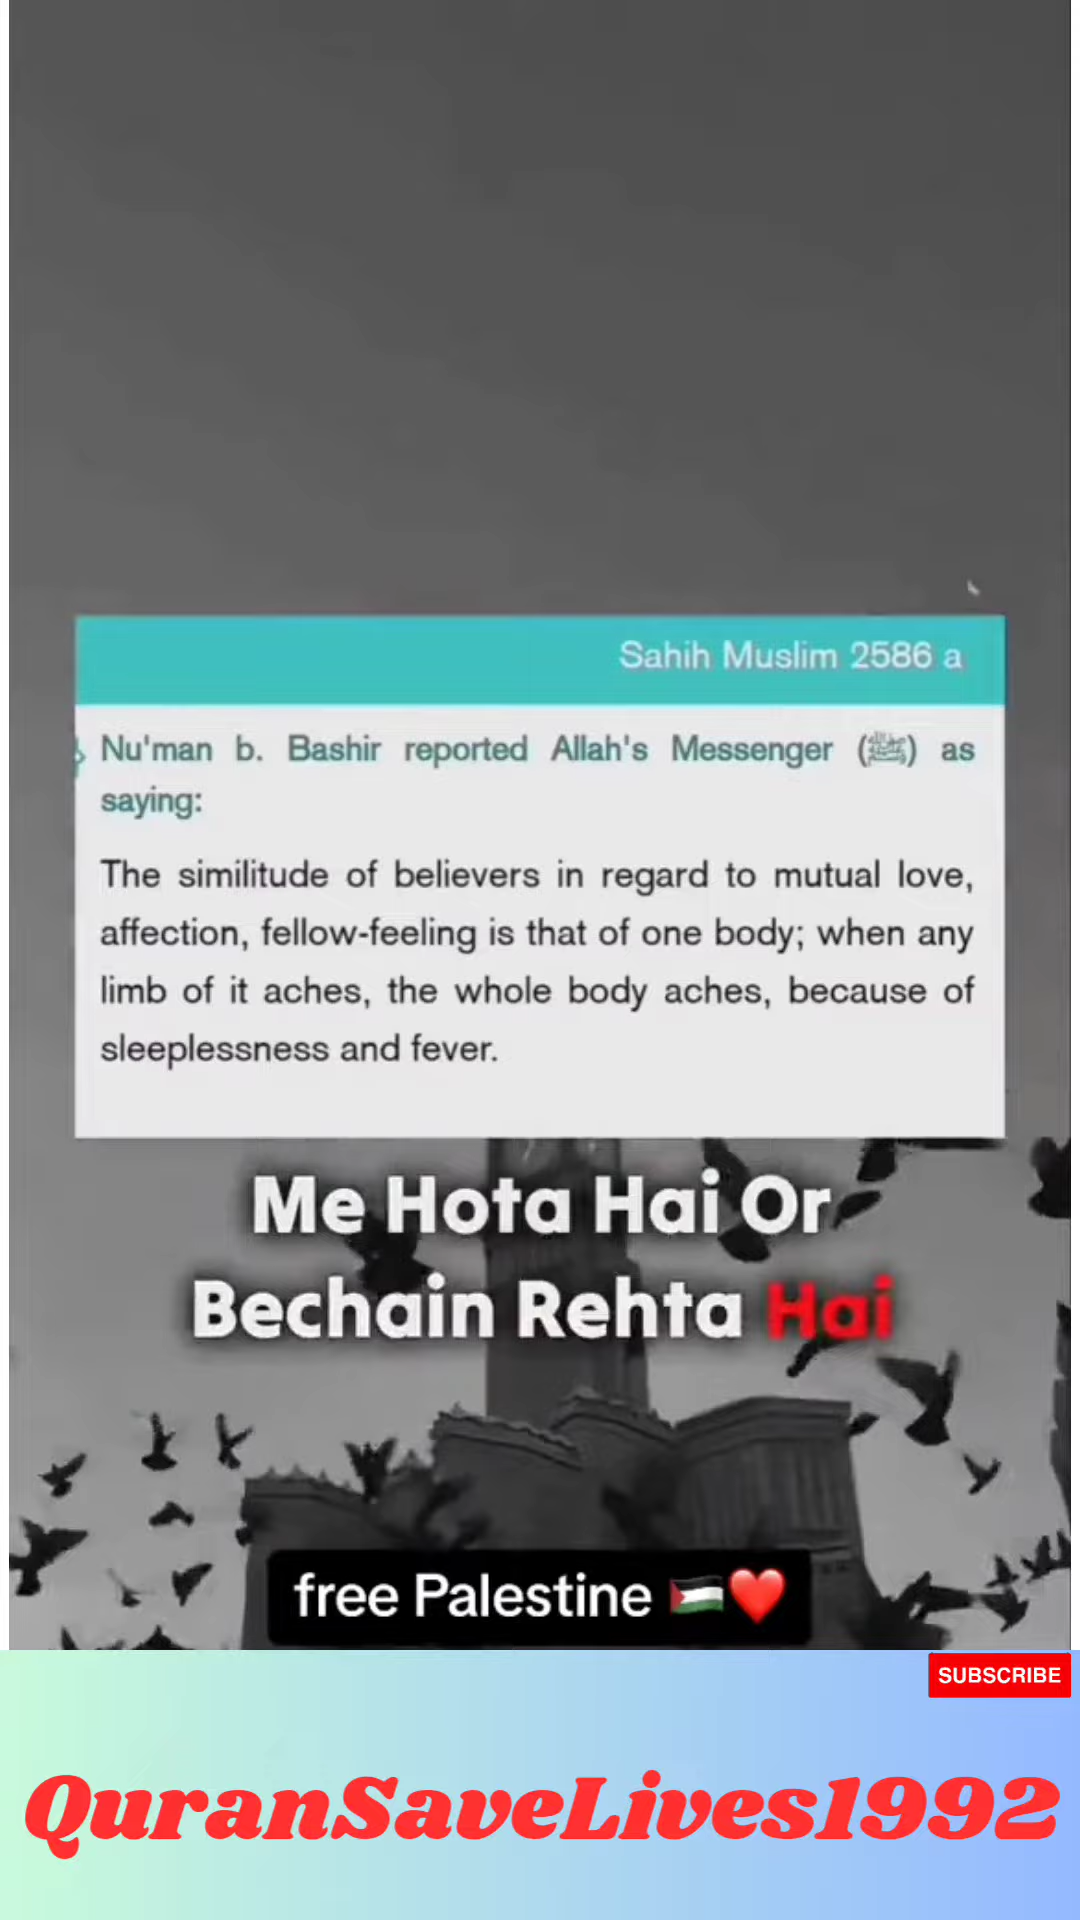 Sahih Muslim 2586 a
Nu'man b. Bashir reported Allah's Messenger (ﷺ) as
saying:
The similitude of believers in regard to mutual love,
affection, fellow-feeling is that of one body; when any
limb of it aches, the whole body aches, because of
sleeplessness and fever.
Me Hota Hai Or
Bechain Rehta Hai
free Palestine 🇵🇸❤️
SUBSCRIBE
QuranSaveLives1992